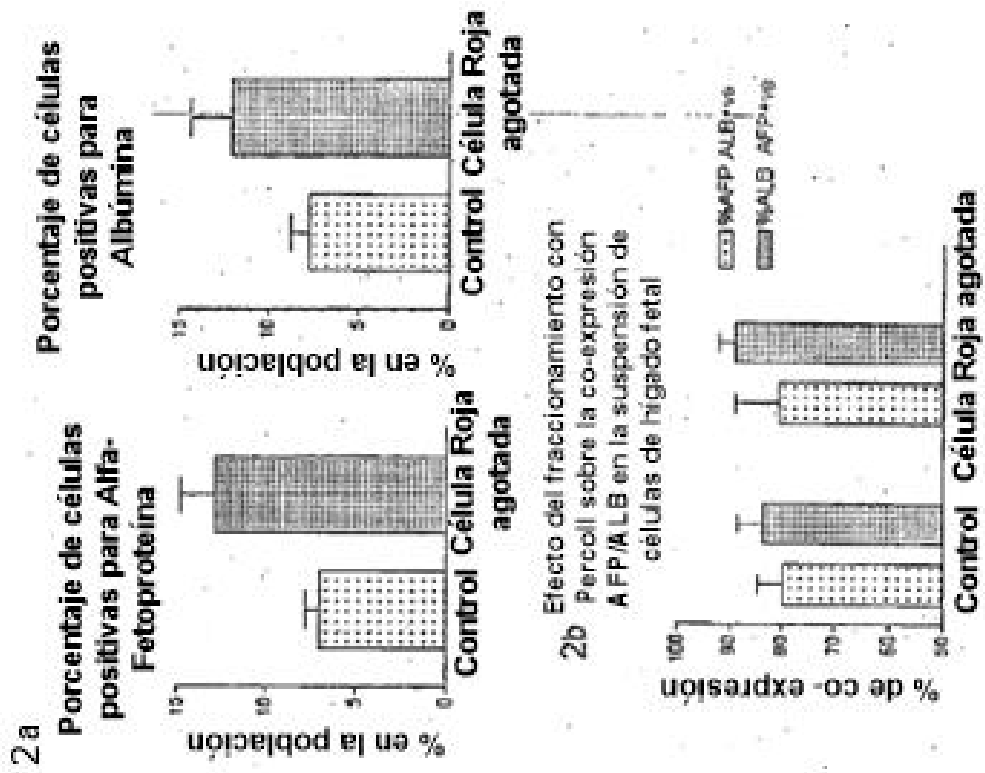 2a
Porcentaje de células
positivas para Alfa-
Fetoproteína
% en la población
15
10
5
0
Control
Célula Roja
agotada
Porcentaje de células
positivas para
Albúmina
% en la población
15
10
5
0
Control
Célula Roja
agotada
2b
Efecto del fraccionamiento con
Percoll sobre la co-expresión
AFP/ALB en la suspensión de
células de hígado fetal
% de co-expresión
100
90
80
70
60
50
Control
Célula Roja agotada
%AFP ALB+ve
%ALB AFP+ve